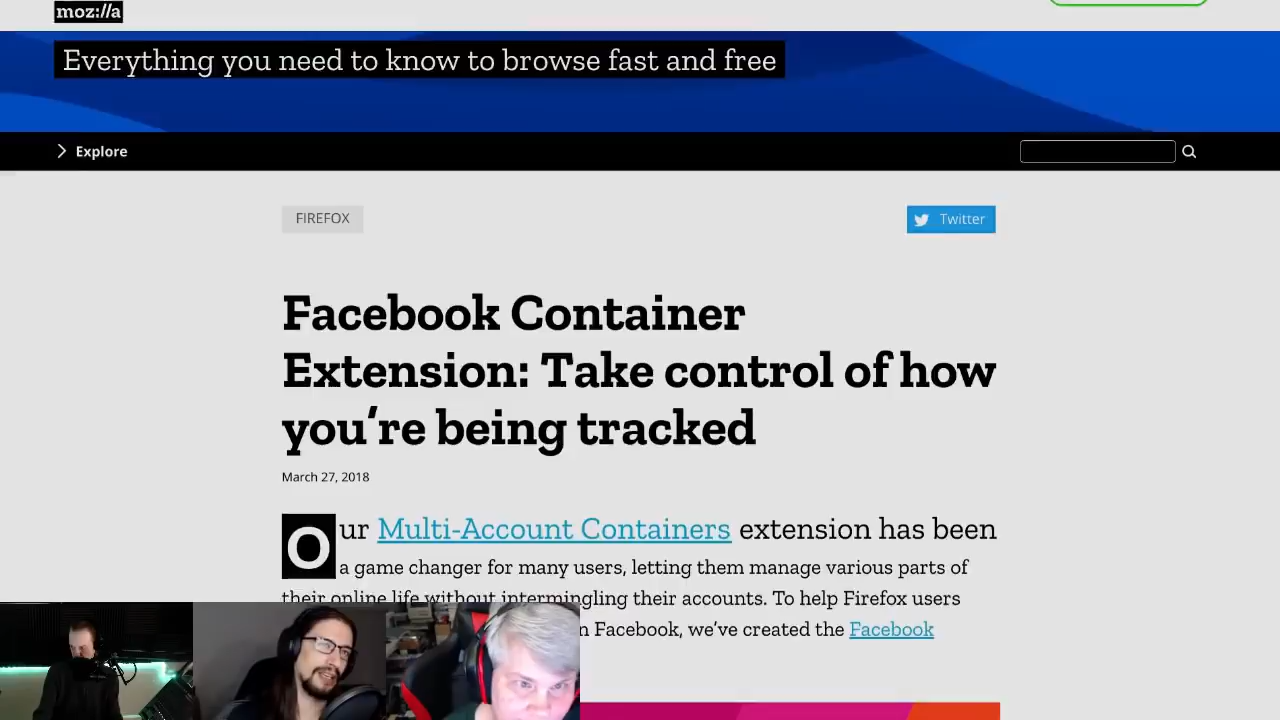 moz://a
Everything you need to know to browse fast and free
Explore
FIREFOX
Twitter
Facebook Container
Extension: Take control of how
you’re being tracked
March 27, 2018
Our Multi-Account Containers extension has been
a game changer for many users, letting them manage various parts of
their online life without intermingling their accounts. To help Firefox users
n Facebook, we’ve created the Facebook